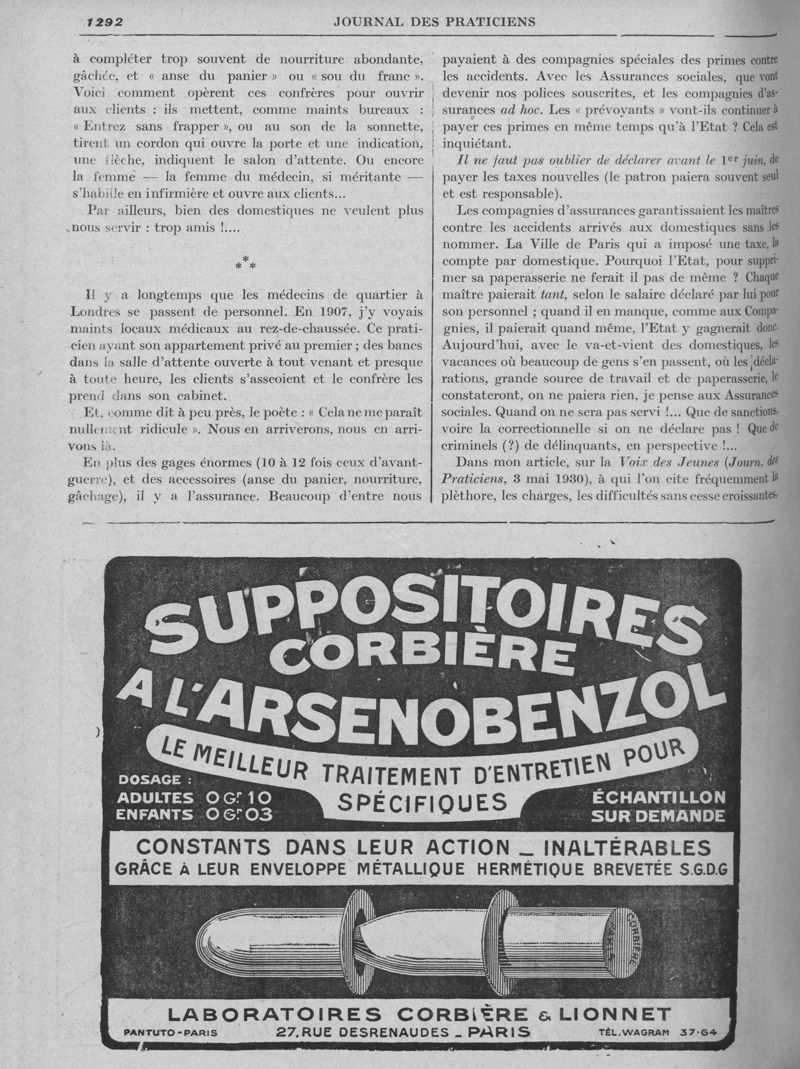 1292
JOURNAL DES PRATICIENS
à compléter trop souvent de nourriture abondante,
gâchée, et « anse du panier » ou « sou du franc ».
Voici comment opèrent ces confrères pour ouvrir
aux clients : ils mettent, comme maints bureaux :
« Entrez sans frapper », ou au son de la sonnette,
tirent un cordon qui ouvre la porte et une indication,
une flèche, indiquent le salon d'attente. Ou encore
la femme — la femme du médecin, si méritante —
s'habille en infirmière et ouvre aux clients...
Par ailleurs, bien des domestiques ne veulent plus
nous servir : trop amis !....
***
Il y a longtemps que les médecins de quartier à
Londres se passent de personnel. En 1907, j'y voyais
maints locaux médicaux au rez-de-chaussée. Ce prati-
cien ayant son appartement privé au premier ; des bancs
dans la salle d'attente ouverte à tout venant et presque
à toute heure, les clients s'asseoient et le confrère les
prend dans son cabinet.
Et, comme dit à peu près, le poète : « Cela ne me paraît
nullement ridicule ». Nous en arriverons, nous en arri-
vons là.
En plus des gages énormes (10 à 12 fois ceux d'avant-
guerre), et des accessoires (anse du panier, nourriture,
gâchage), il y a l'assurance. Beaucoup d'entre nous
payaient à des compagnies spéciales des primes contre
les accidents. Avec les Assurances sociales, que vont
devenir nos polices souscrites, et les compagnies d'as-
surances ad hoc. Les « prévoyants » vont-ils continuer à
payer ces primes en même temps qu'à l'Etat ? Cela est
inquiétant.
Il ne faut pas oublier de déclarer avant le 1er juin, de
payer les taxes nouvelles (le patron paiera souvent seul
et est responsable).
Les compagnies d'assurances garantissaient les maîtres
contre les accidents arrivés aux domestiques sans les
nommer. La Ville de Paris qui a imposé une taxe, la
compte par domestique. Pourquoi l'Etat, pour suppri-
mer sa paperasserie ne ferait il pas de même ? Chaque
maître paierait tant, selon le salaire déclaré par lui pour
son personnel ; quand il en manque, comme aux Compa-
gnies, il paierait quand même, l'Etat y gagnerait donc.
Aujourd'hui, avec le va-et-vient des domestiques, les
vacances où beaucoup de gens s'en passent, où les décla-
rations, grande source de travail et de paperasserie, le
constateront, on ne paiera rien, je pense aux Assurances
sociales. Quand on ne sera pas servi !... Que de sanctions,
voire la correctionnelle si on ne déclare pas ! Que de
criminels (?) de délinquants, en perspective !...
Dans mon article, sur la Voix des Jeunes (Journ. des
Praticiens, 3 mai 1930), à qui l'on cite fréquemment la
plèthore, les charges, les difficultés sans cesse croissantes,
SUPPOSITOIRES
CORBIÈRE
A L'ARSENOBENZOL
LE MEILLEUR TRAITEMENT D'ENTRETIEN POUR
SPÉCIFIQUES
DOSAGE :
ADULTES 0 Gr 10
ENFANTS 0 Gr 03
ÉCHANTILLON
SUR DEMANDE
CONSTANTS DANS LEUR ACTION _ INALTÉRABLES
GRÂCE A LEUR ENVELOPPE MÉTALLIQUE HERMÉTIQUE BREVETÉE S.G.D.G
CORBIÈRE
PARIS
LABORATOIRES CORBIÈRE & LIONNET
PANTUTO-PARIS
27, RUE DESRENAUDES _ PARIS
TÉL. WAGRAM 37-64